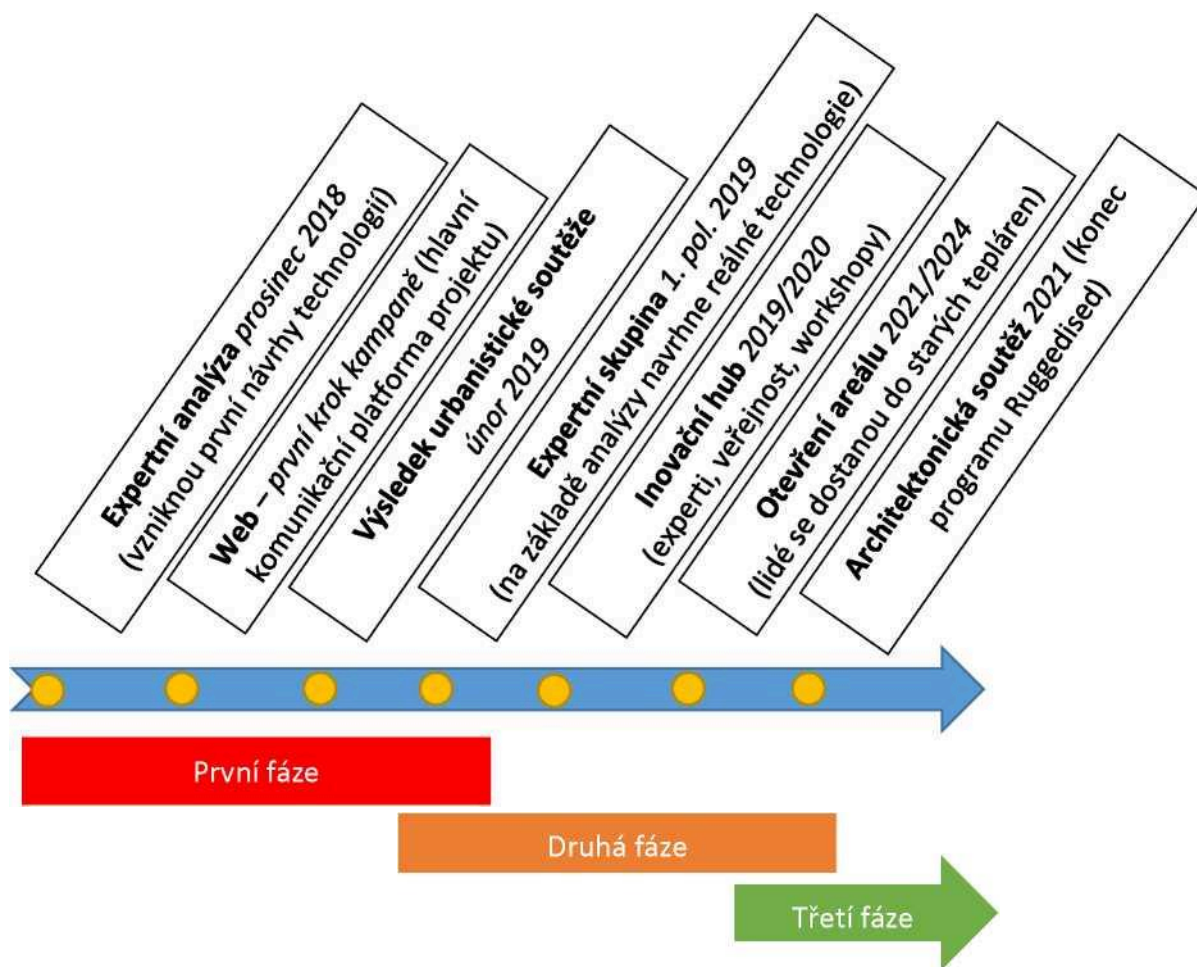 Expertní analýza prosinec 2018
(vzniknou první návrhy technologií)
Web – první krok kampaně (hlavní
komunikační platforma projektu)
Výsledek urbanistické soutěže
únor 2019
Expertní skupina 1. pol. 2019
(na základě analýzy navrhne reálné technologie)
Inovační hub 2019/2020
(experti, veřejnost, workshopy)
Otevření areálu 2021/2024
(lidé se dostanou do starých tepláren)
Architektonická soutěž 2021 (konec
programu Ruggedised)
První fáze
Druhá fáze
Třetí fáze